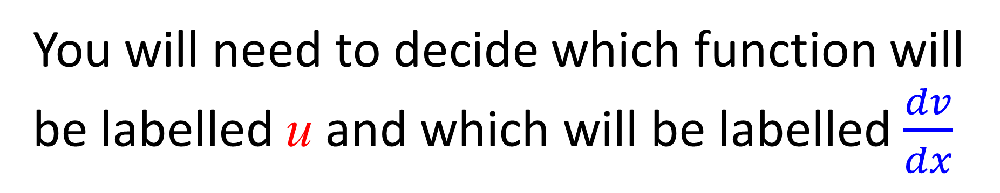 You will need to decide which function will
be labelled u and which will be labelled dv/dx